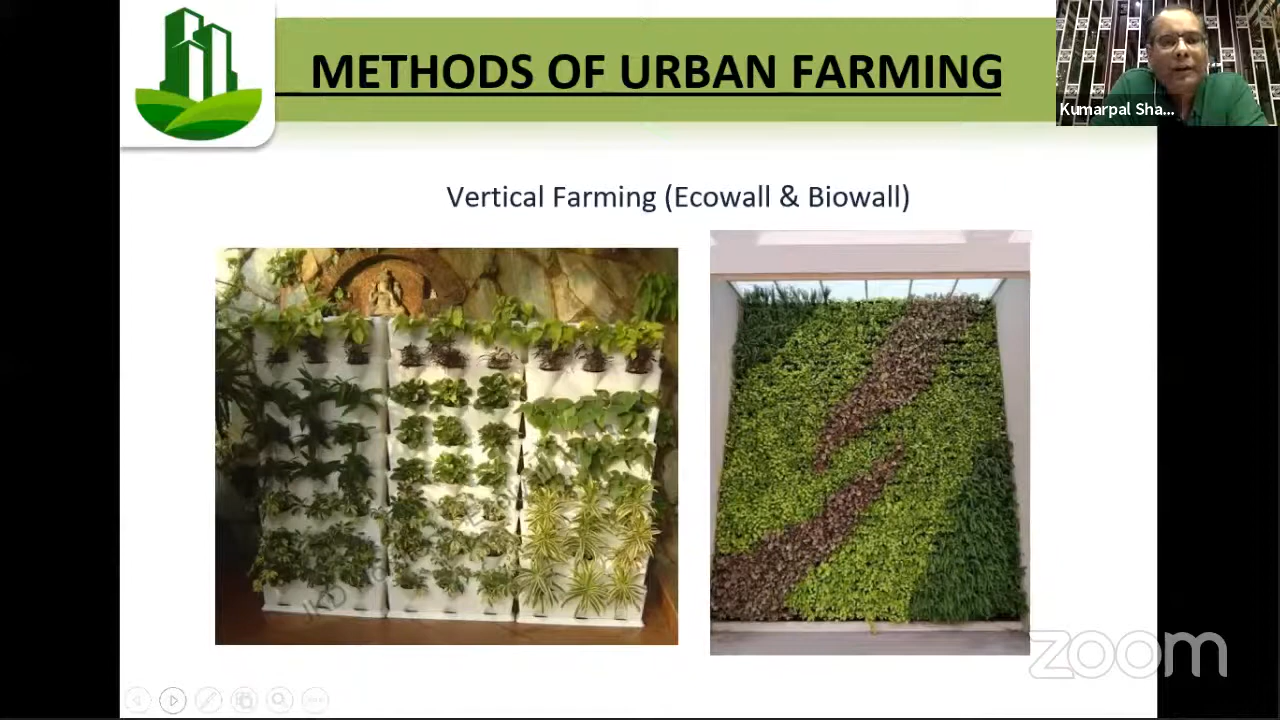 METHODS OF URBAN FARMING
Kumarpal Sha...
Vertical Farming (Ecowall & Biowall)
zoom